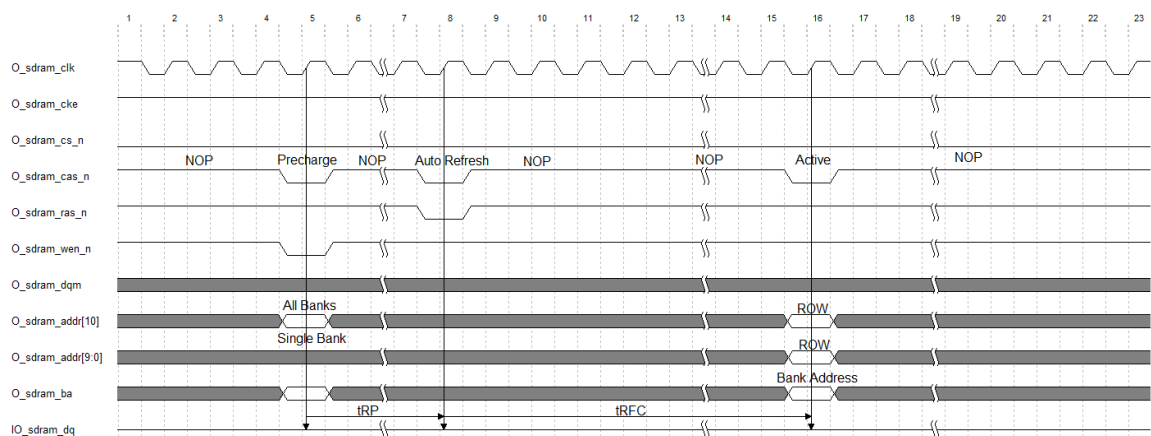 1 2 3 4 5 6 7 8 9 10 11 12 13 14 15 16 17 18 19 20 21 22 23
O_sdram_clk
O_sdram_cke
O_sdram_cs_n
NOP Precharge NOP Auto Refresh NOP NOP Active NOP
O_sdram_cas_n
O_sdram_ras_n
O_sdram_wen_n
O_sdram_dqm
All Banks ROW
O_sdram_addr[10]
Single Bank
O_sdram_addr[9:0] ROW
Bank Address
O_sdram_ba
tRP tRFC
IO_sdram_dq